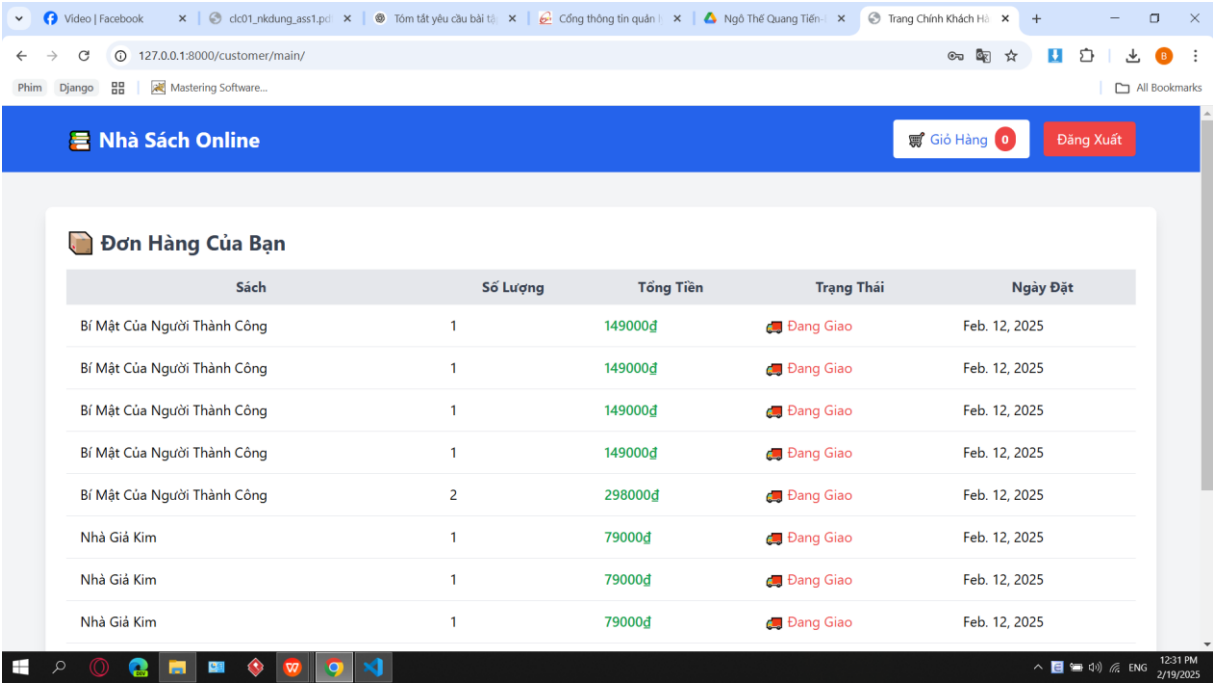 Video | Facebook clc01_nkdung_ass1.pd Tóm tắt yêu cầu bài tậ Cổng thông tin quản l Ngô Thế Quang Tiến- Trang Chính Khách Hà
127.0.0.1:8000/customer/main/
B
Phim Django Mastering Software... All Bookmarks
Nhà Sách Online Giỏ Hàng 0 Đăng Xuất
Đơn Hàng Của Bạn
Sách Số Lượng Tổng Tiền Trạng Thái Ngày Đặt
Bí Mật Của Người Thành Công 1 149000₫ Đang Giao Feb. 12, 2025
Bí Mật Của Người Thành Công 1 149000₫ Đang Giao Feb. 12, 2025
Bí Mật Của Người Thành Công 1 149000₫ Đang Giao Feb. 12, 2025
Bí Mật Của Người Thành Công 1 149000₫ Đang Giao Feb. 12, 2025
Bí Mật Của Người Thành Công 2 298000₫ Đang Giao Feb. 12, 2025
Nhà Giả Kim 1 79000₫ Đang Giao Feb. 12, 2025
Nhà Giả Kim 1 79000₫ Đang Giao Feb. 12, 2025
Nhà Giả Kim 1 79000₫ Đang Giao Feb. 12, 2025
ENG 12:31 PM
2/19/2025